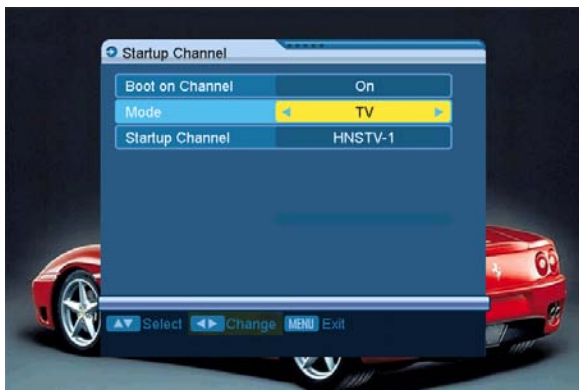 Startup Channel
Boot on Channel On
Mode TV
Startup Channel HNSTV-1
Select Change MENU Exit